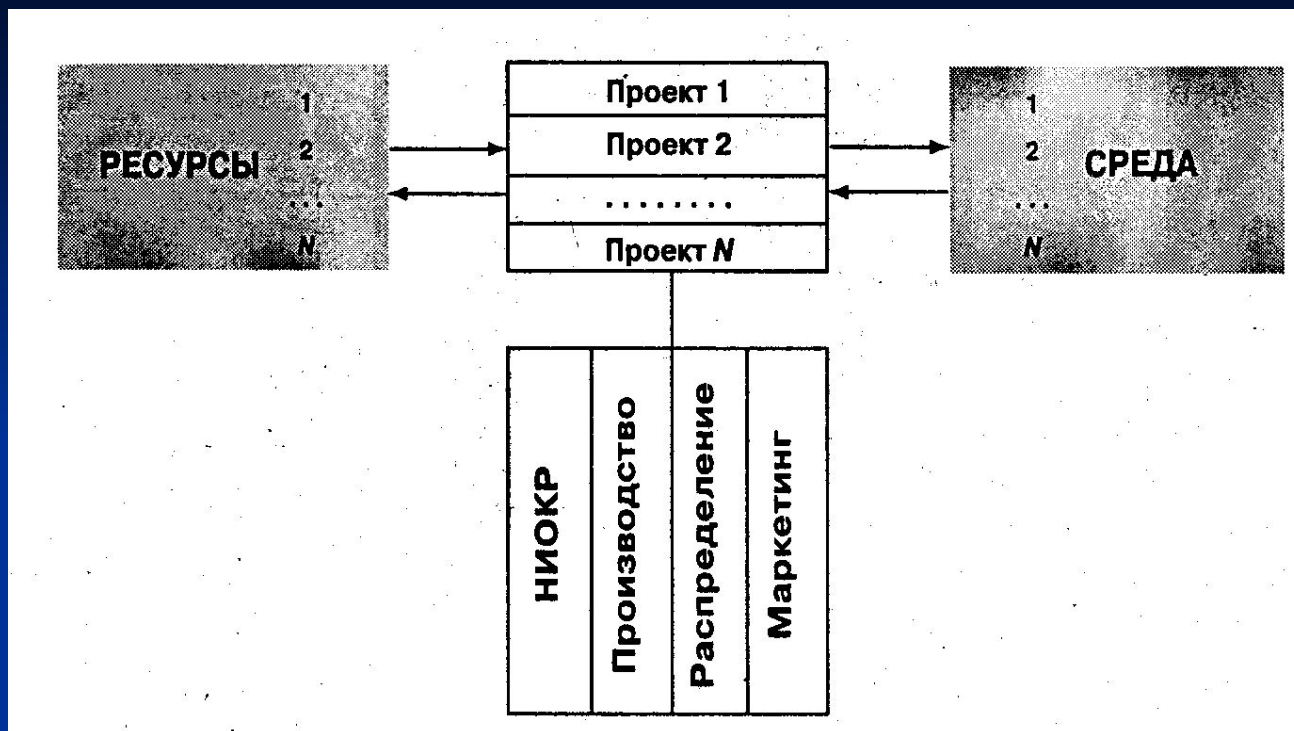 РЕСУРСЫ
1
2
...
N
Проект 1
Проект 2
........
Проект N
1
2
...
N
СРЕДА
НИОКР
Производство
Распределение
Маркетинг